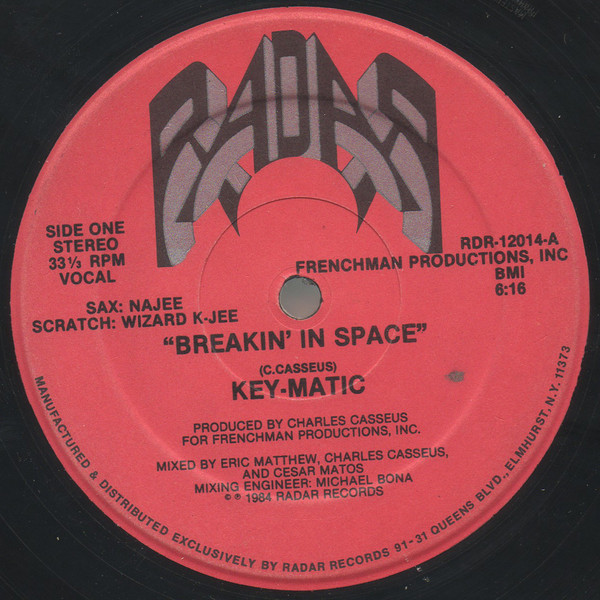 RADAR
SIDE ONE
STEREO
33⅓ RPM
VOCAL
RDR-12014-A
FRENCHMAN PRODUCTIONS, INC
BMI
6:16
SAX: NAJEE
SCRATCH: WIZARD K-JEE
“BREAKIN’ IN SPACE”
(C.CASSEUS)
KEY-MATIC
PRODUCED BY CHARLES CASSEUS
FOR FRENCHMAN PRODUCTIONS, INC.
MIXED BY ERIC MATTHEW, CHARLES CASSEUS,
AND CESAR MATOS
MIXING ENGINEER: MICHAEL BONA
© ℗ 1984 RADAR RECORDS
MANUFACTURED & DISTRIBUTED EXCLUSIVELY BY RADAR RECORDS 91-31 QUEENS BLVD., ELMHURST, N.Y. 11373